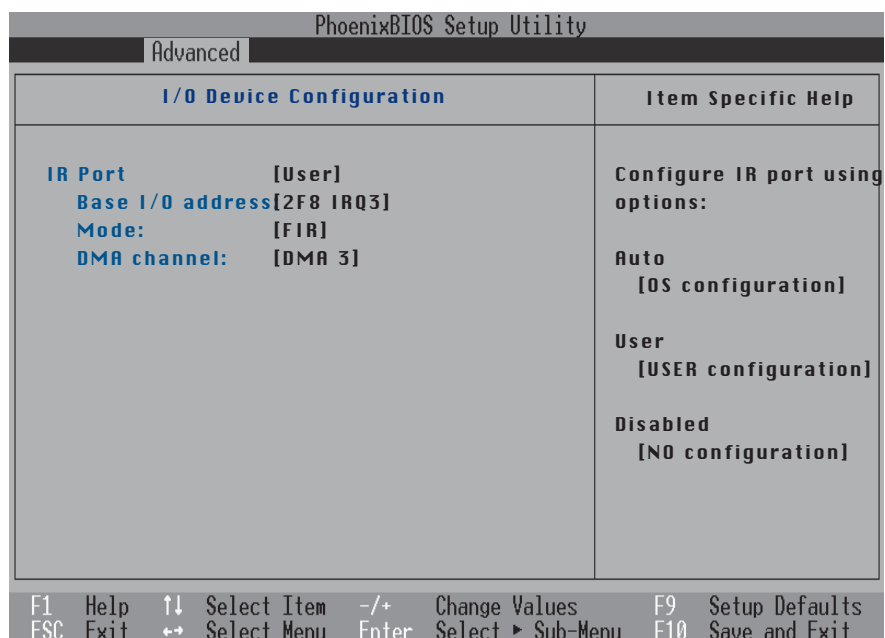 PhoenixBIOS Setup Utility
Advanced
I/O Device Configuration
Item Specific Help
IR Port [User]
Base I/O address: [2F8 IRQ3]
Mode: [FIR]
DMA channel: [DMA 3]
Configure IR port using
options:
Auto
[OS configuration]
User
[USER configuration]
Disabled
[NO configuration]
F1 Help ↑↓ Select Item -/+ Change Values F9 Setup Defaults
ESC Exit ←→ Select Menu Enter Select ▶ Sub-Menu F10 Save and Exit